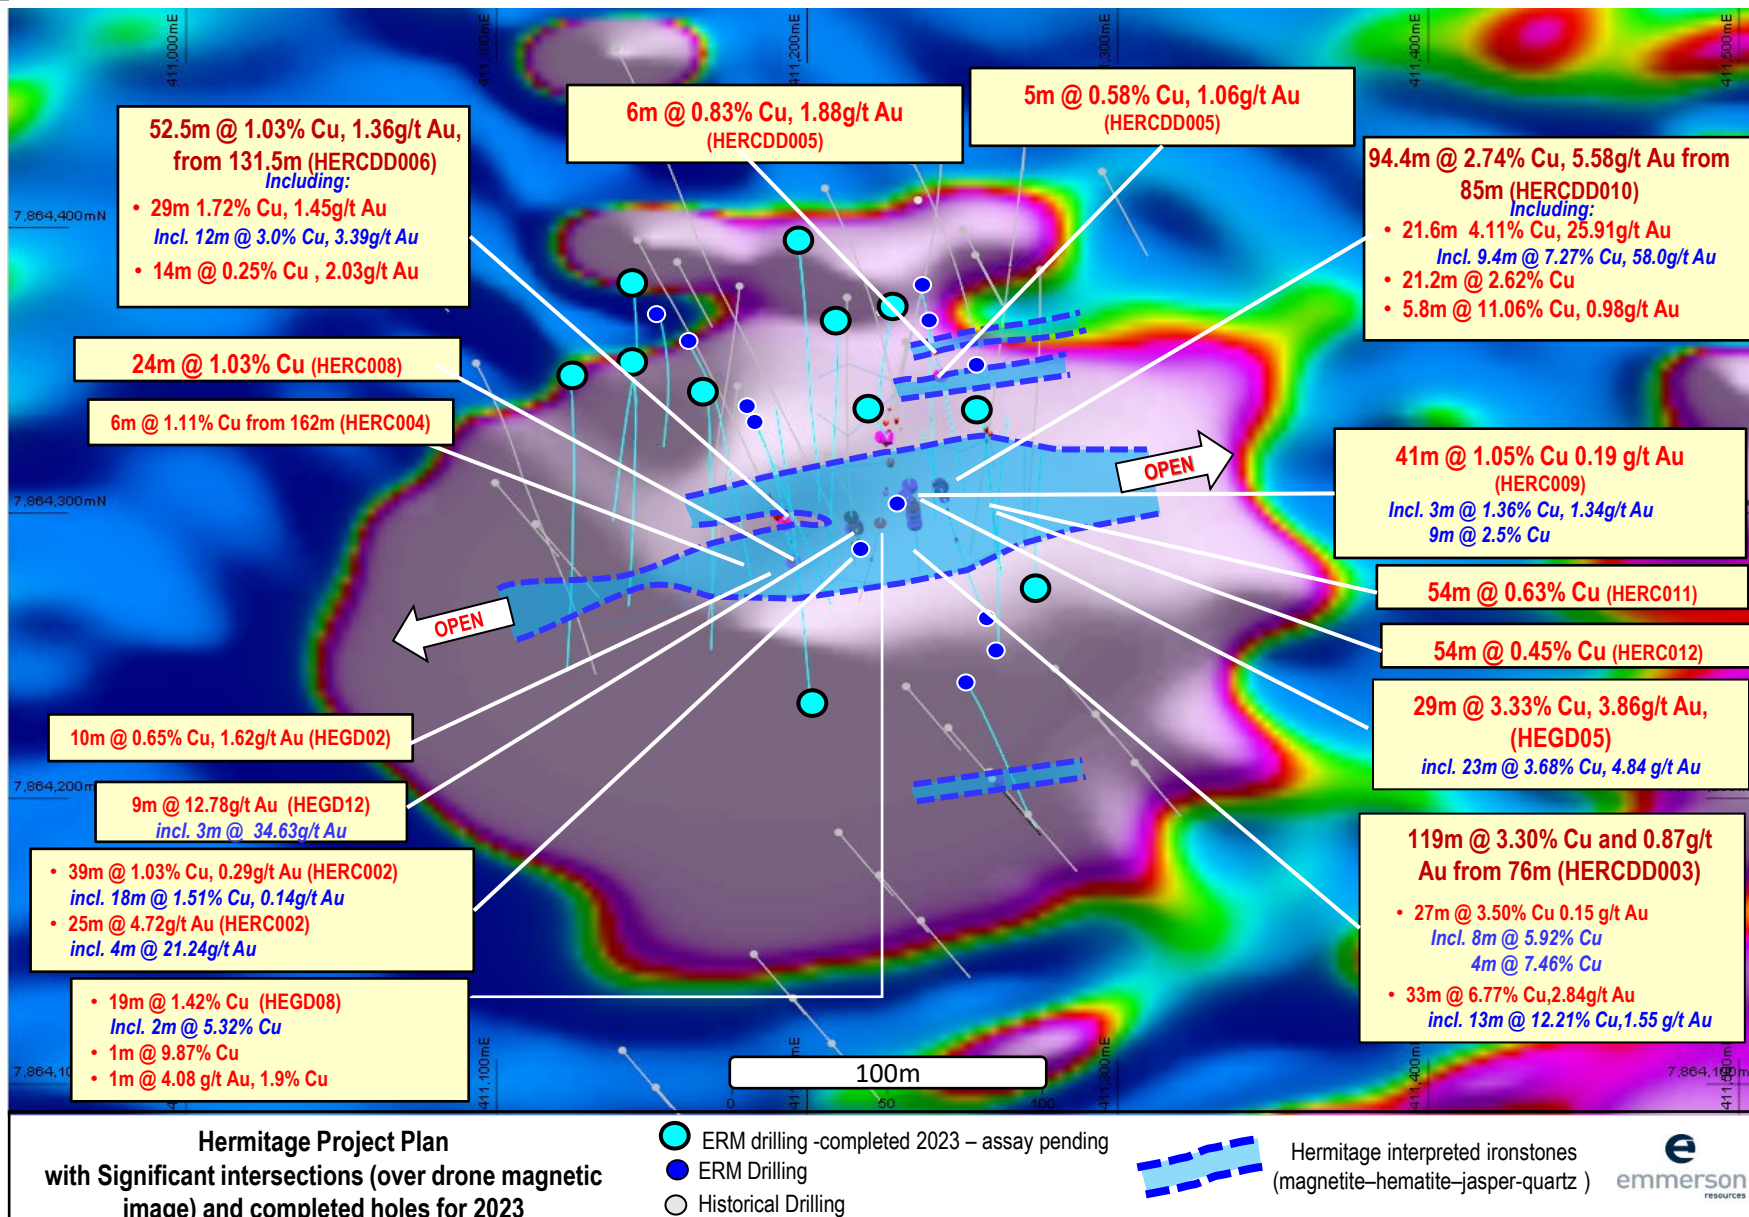 411,000mE
411,100mE
411,200mE
411,300mE
411,400mE
411,500mE
52.5m @ 1.03% Cu, 1.36g/t Au,
from 131.5m (HERCDD006)
Including:
• 29m 1.72% Cu, 1.45g/t Au
Incl. 12m @ 3.0% Cu, 3.39g/t Au
• 14m @ 0.25% Cu , 2.03g/t Au
6m @ 0.83% Cu, 1.88g/t Au
(HERCDD005)
5m @ 0.58% Cu, 1.06g/t Au
(HERCDD005)
94.4m @ 2.74% Cu, 5.58g/t Au from
85m (HERCDD010)
Including:
• 21.6m 4.11% Cu, 25.91g/t Au
Incl. 9.4m @ 7.27% Cu, 58.0g/t Au
• 21.2m @ 2.62% Cu
• 5.8m @ 11.06% Cu, 0.98g/t Au
7,864,400mN
24m @ 1.03% Cu (HERC008)
6m @ 1.11% Cu from 162m (HERC004)
7,864,300mN
OPEN
OPEN
41m @ 1.05% Cu 0.19 g/t Au
(HERC009)
Incl. 3m @ 1.36% Cu, 1.34g/t Au
9m @ 2.5% Cu
54m @ 0.63% Cu (HERC011)
54m @ 0.45% Cu (HERC012)
29m @ 3.33% Cu, 3.86g/t Au,
(HEGD05)
incl. 23m @ 3.68% Cu, 4.84 g/t Au
10m @ 0.65% Cu, 1.62g/t Au (HEGD02)
7,864,200mN
9m @ 12.78g/t Au (HEGD12)
incl. 3m @ 34.63g/t Au
• 39m @ 1.03% Cu, 0.29g/t Au (HERC002)
incl. 18m @ 1.51% Cu, 0.14g/t Au
• 25m @ 4.72g/t Au (HERC002)
incl. 4m @ 21.24g/t Au
119m @ 3.30% Cu and 0.87g/t
Au from 76m (HERCDD003)
• 27m @ 3.50% Cu 0.15 g/t Au
Incl. 8m @ 5.92% Cu
4m @ 7.46% Cu
• 33m @ 6.77% Cu,2.84g/t Au
incl. 13m @ 12.21% Cu,1.55 g/t Au
• 19m @ 1.42% Cu (HEGD08)
Incl. 2m @ 5.32% Cu
• 1m @ 9.87% Cu
• 1m @ 4.08 g/t Au, 1.9% Cu
7,864,10
7,864,100m
411,100mE
mE
411,300mE
411,400mE
411,500mE
100m
0 50 100
Hermitage Project Plan
with Significant intersections (over drone magnetic
image) and completed holes for 2023
ERM drilling -completed 2023 – assay pending
ERM Drilling
Historical Drilling
Hermitage interpreted ironstones
(magnetite–hematite–jasper-quartz )
emmerson
resources